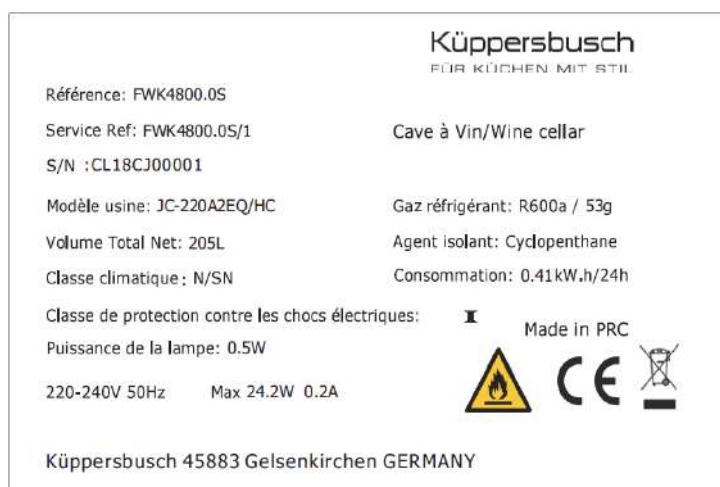 Küppersbusch
FÜR KÜCHEN MIT STIL
Référence: FWK4800.0S
Service Ref: FWK4800.0S/1
Cave à Vin/Wine cellar
S/N :CL18CJ00001
Modèle usine: JC-220A2EQ/HC
Gaz réfrigérant: R600a / 53g
Volume Total Net: 205L
Agent isolant: Cyclopenthane
Classe climatique: N/SN
Consommation: 0.41kW.h/24h
Classe de protection contre les chocs électriques: I
Made in PRC
Puissance de la lampe: 0.5W
CE
220-240V 50Hz Max 24.2W 0.2A
Küppersbusch 45883 Gelsenkirchen GERMANY